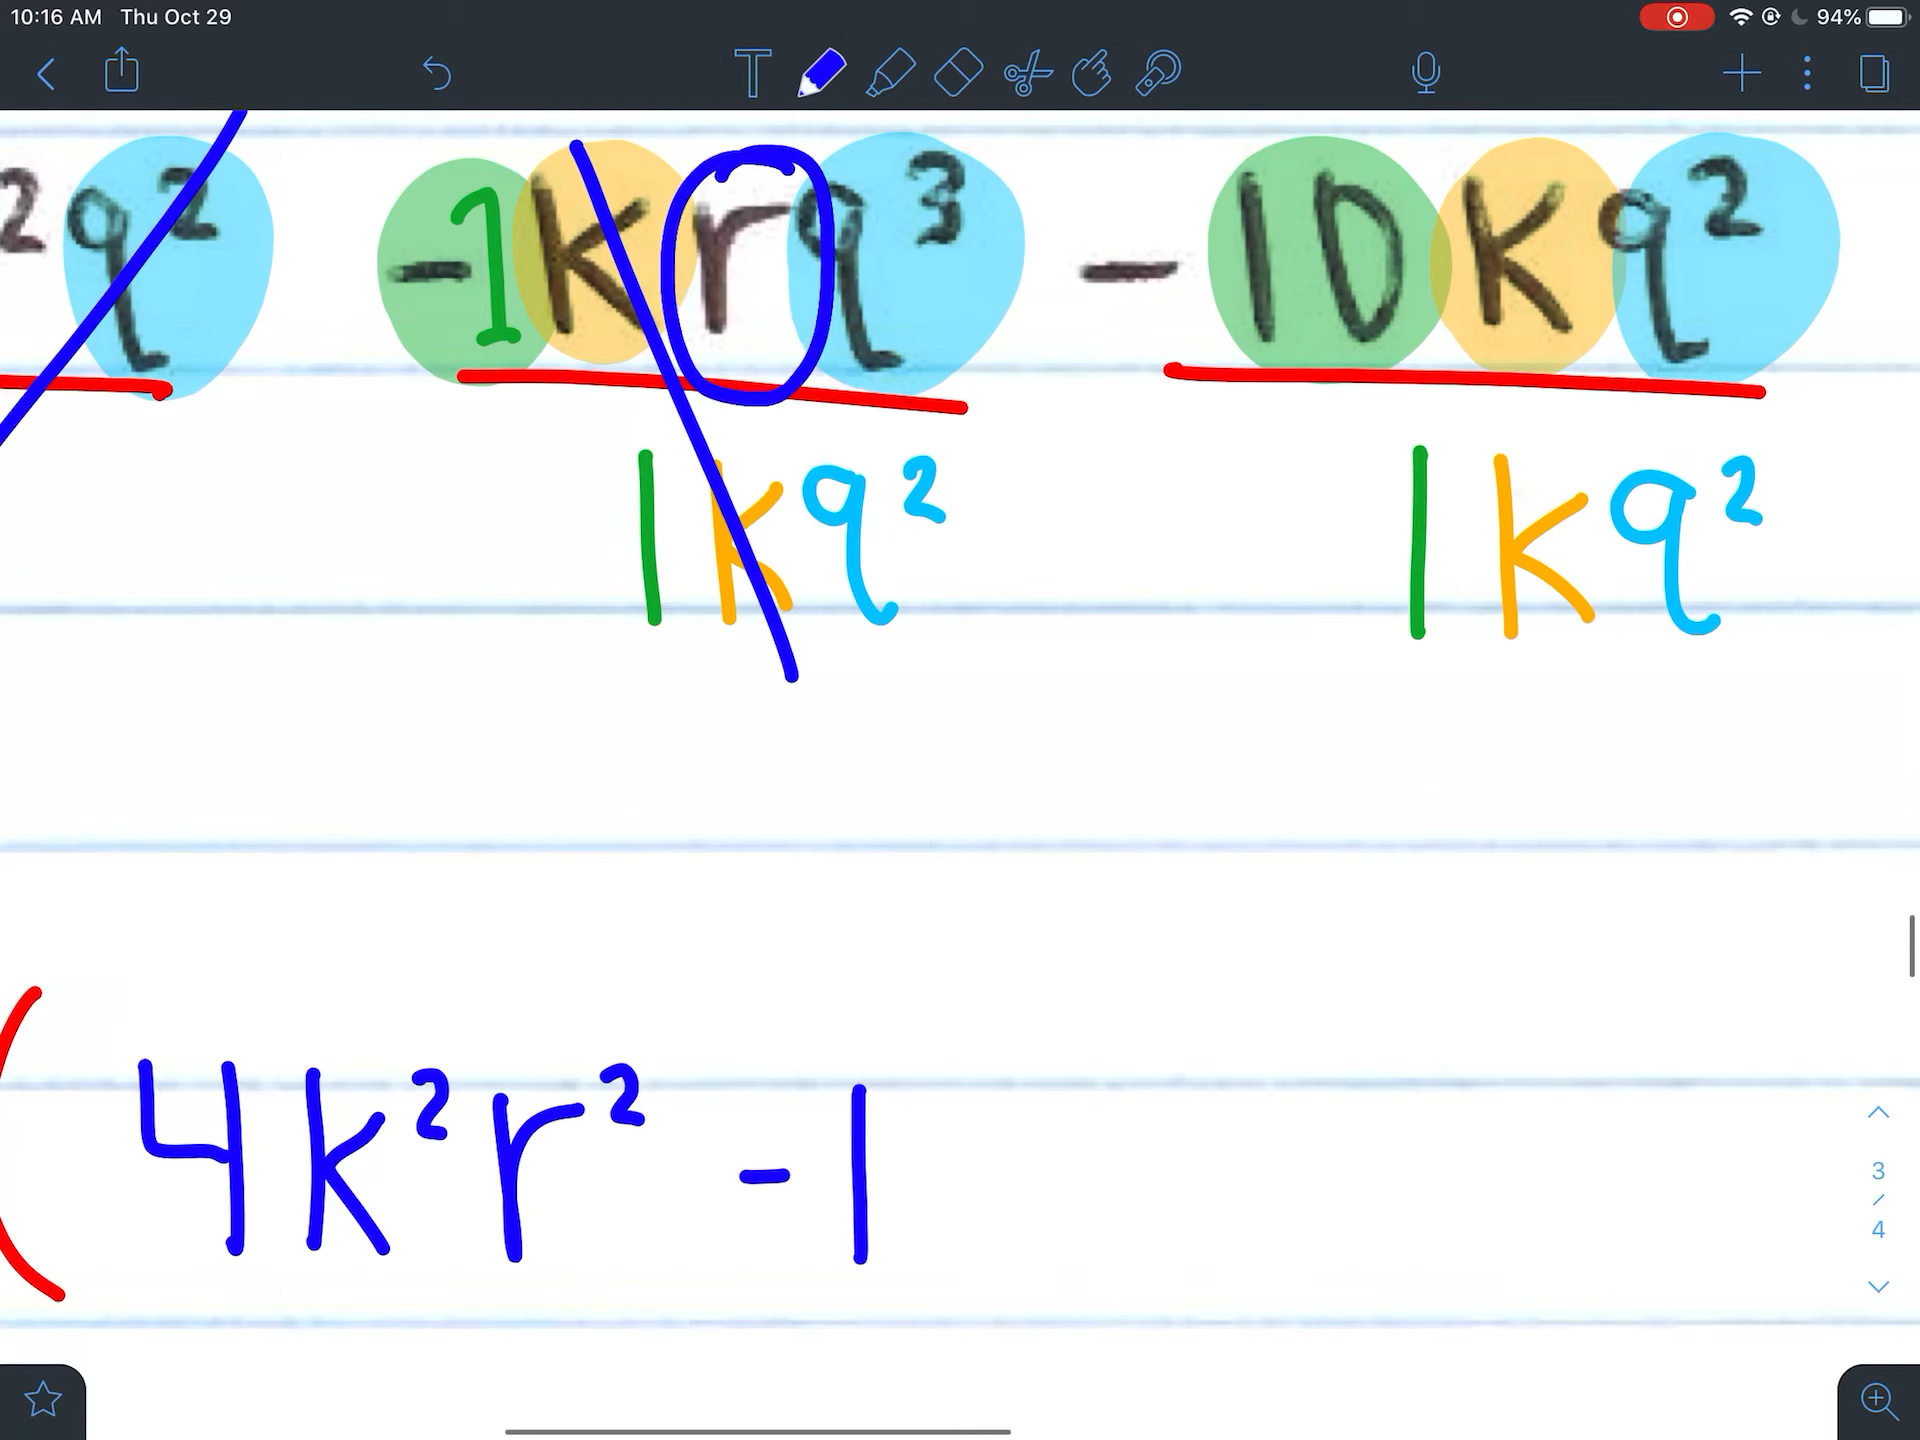 10:16 AM Thu Oct 29
94%
T
²q² -1krq³ -10kq²
1kq² 1kq²
(4k²r² -1
3
/
4